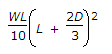 WL/10 (L + 2D/3)²